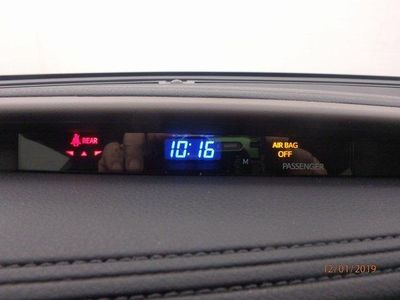 REAR
10:16
M
AIR BAG
OFF
PASSENGER
12/01/2019